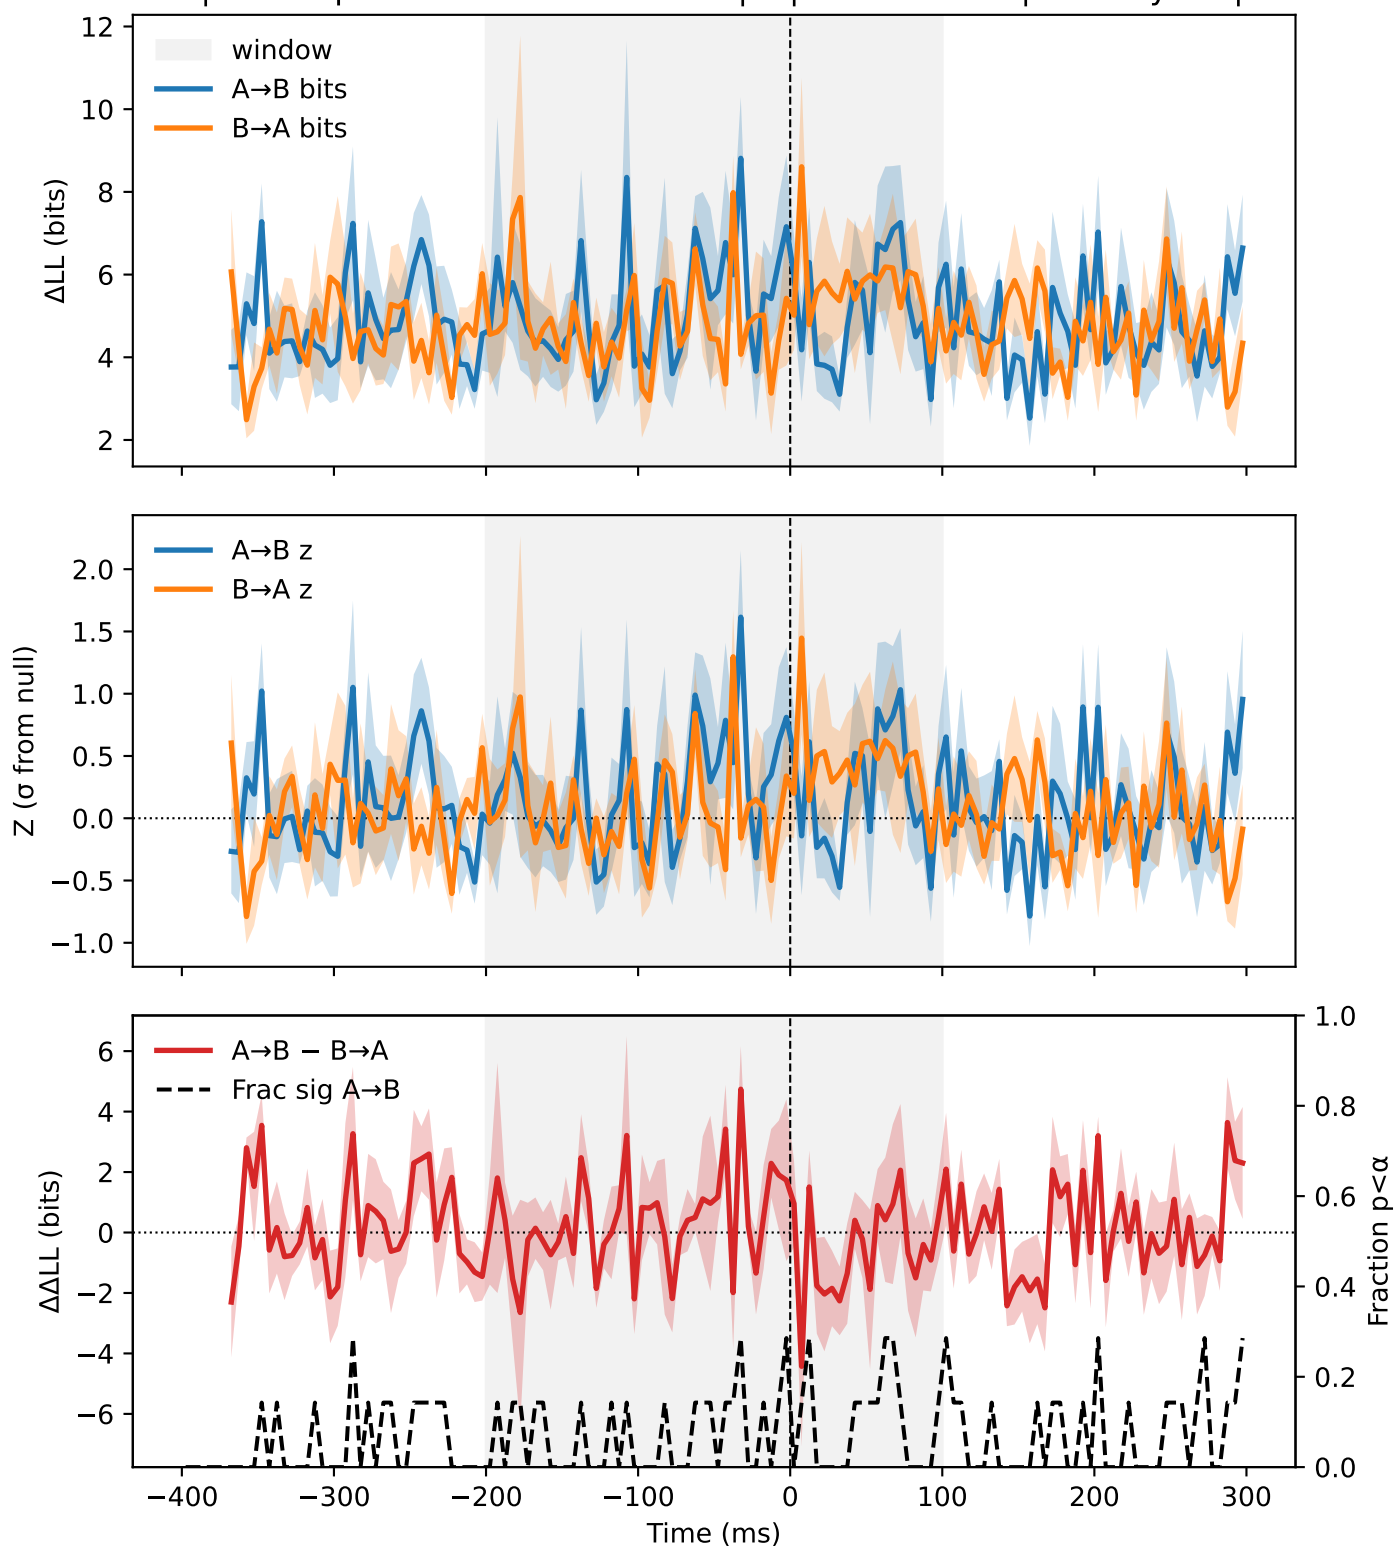 12
10
8
6
4
2
ΔLL (bits)
window
A→B bits
B→A bits
2.0
1.5
1.0
0.5
0.0
−0.5
−1.0
Z (σ from null)
A→B z
B→A z
6
4
2
0
−2
−4
−6
ΔΔLL (bits)
A→B − B→A
Frac sig A→B
1.0
0.8
0.6
0.4
0.2
0.0
Fraction p<α
−400 −300 −200 −100 0 100 200 300
Time (ms)